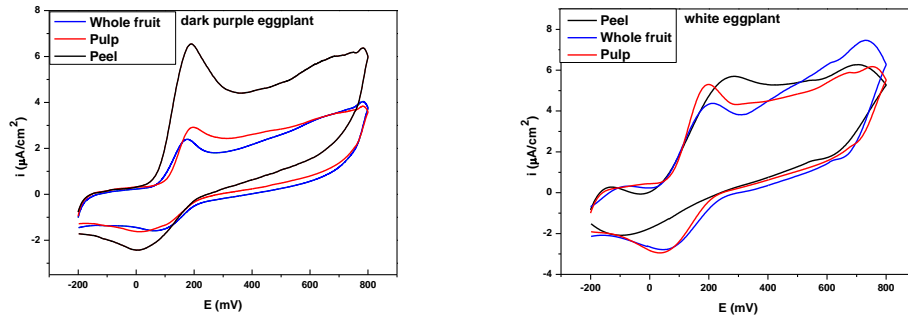 dark purple eggplant
Whole fruit
Pulp
Peel
8
6
4
2
0
-2
i (µA/cm²)
-200 0 200 400 600 800
E (mV)
white eggplant
Peel
Whole fruit
Pulp
8
6
4
2
0
-2
-4
i (µA/cm²)
-200 0 200 400 600 800
E (mV)